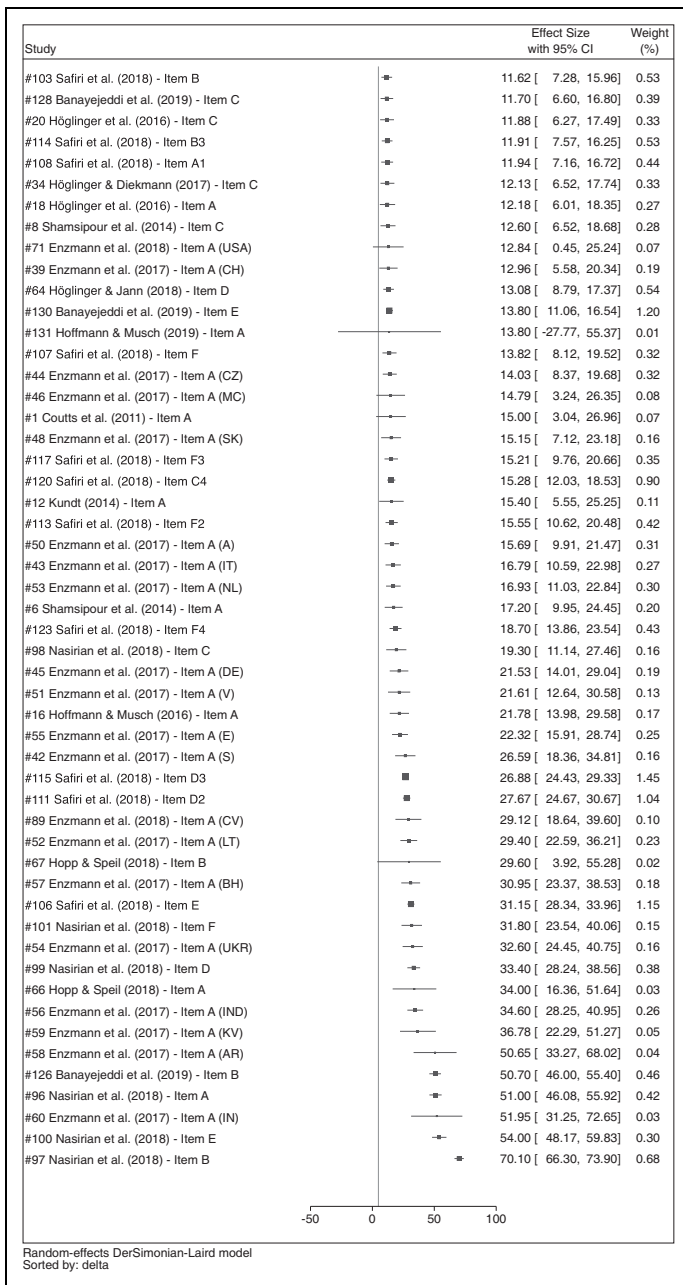 Effect Size Weight
Study with 95% CI (%)
#103 Safiri et al. (2018) - Item B 11.62 [ 7.28, 15.96] 0.53
#128 Banayejeddi et al. (2019) - Item C 11.70 [ 6.60, 16.80] 0.39
#20 Höglinger et al. (2016) - Item C 11.88 [ 6.27, 17.49] 0.33
#114 Safiri et al. (2018) - Item B3 11.91 [ 7.57, 16.25] 0.53
#108 Safiri et al. (2018) - Item A1 11.94 [ 7.16, 16.72] 0.44
#34 Höglinger & Diekmann (2017) - Item C 12.13 [ 6.52, 17.74] 0.33
#18 Höglinger et al. (2016) - Item A 12.18 [ 6.01, 18.35] 0.27
#8 Shamsipour et al. (2014) - Item C 12.60 [ 6.52, 18.68] 0.28
#71 Enzmann et al. (2018) - Item A (USA) 12.84 [ 0.45, 25.24] 0.07
#39 Enzmann et al. (2017) - Item A (CH) 12.96 [ 5.58, 20.34] 0.19
#64 Höglinger & Jann (2018) - Item D 13.08 [ 8.79, 17.37] 0.54
#130 Banayejeddi et al. (2019) - Item E 13.80 [ 11.06, 16.54] 1.20
#131 Hoffmann & Musch (2019) - Item A 13.80 [ -27.77, 55.37] 0.01
#107 Safiri et al. (2018) - Item F 13.82 [ 8.12, 19.52] 0.32
#44 Enzmann et al. (2017) - Item A (CZ) 14.03 [ 8.37, 19.68] 0.32
#46 Enzmann et al. (2017) - Item A (MC) 14.79 [ 3.24, 26.35] 0.08
#1 Coutts et al. (2011) - Item A 15.00 [ 3.04, 26.96] 0.07
#48 Enzmann et al. (2017) - Item A (SK) 15.15 [ 7.12, 23.18] 0.16
#117 Safiri et al. (2018) - Item F3 15.21 [ 9.76, 20.66] 0.35
#120 Safiri et al. (2018) - Item C4 15.28 [ 12.03, 18.53] 0.90
#12 Kundt (2014) - Item A 15.40 [ 5.55, 25.25] 0.11
#113 Safiri et al. (2018) - Item F2 15.55 [ 10.62, 20.48] 0.42
#50 Enzmann et al. (2017) - Item A (A) 15.69 [ 9.91, 21.47] 0.31
#43 Enzmann et al. (2017) - Item A (IT) 16.79 [ 10.59, 22.98] 0.27
#53 Enzmann et al. (2017) - Item A (NL) 16.93 [ 11.03, 22.84] 0.30
#6 Shamsipour et al. (2014) - Item A 17.20 [ 9.95, 24.45] 0.20
#123 Safiri et al. (2018) - Item F4 18.70 [ 13.86, 23.54] 0.43
#98 Nasirian et al. (2018) - Item C 19.30 [ 11.14, 27.46] 0.16
#45 Enzmann et al. (2017) - Item A (DE) 21.53 [ 14.01, 29.04] 0.19
#51 Enzmann et al. (2017) - Item A (V) 21.61 [ 12.64, 30.58] 0.13
#16 Hoffmann & Musch (2016) - Item A 21.78 [ 13.98, 29.58] 0.17
#55 Enzmann et al. (2017) - Item A (E) 22.32 [ 15.91, 28.74] 0.25
#42 Enzmann et al. (2017) - Item A (S) 26.59 [ 18.36, 34.81] 0.16
#115 Safiri et al. (2018) - Item D3 26.88 [ 24.43, 29.33] 1.45
#111 Safiri et al. (2018) - Item D2 27.67 [ 24.67, 30.67] 1.04
#89 Enzmann et al. (2018) - Item A (CV) 29.12 [ 18.64, 39.60] 0.10
#52 Enzmann et al. (2017) - Item A (LT) 29.40 [ 22.59, 36.21] 0.23
#67 Hopp & Speil (2018) - Item B 29.60 [ 3.92, 55.28] 0.02
#57 Enzmann et al. (2017) - Item A (BH) 30.95 [ 23.37, 38.53] 0.18
#106 Safiri et al. (2018) - Item E 31.15 [ 28.34, 33.96] 1.15
#101 Nasirian et al. (2018) - Item F 31.80 [ 23.54, 40.06] 0.15
#54 Enzmann et al. (2017) - Item A (UKR) 32.60 [ 24.45, 40.75] 0.16
#99 Nasirian et al. (2018) - Item D 33.40 [ 28.24, 38.56] 0.38
#66 Hopp & Speil (2018) - Item A 34.00 [ 16.36, 51.64] 0.03
#56 Enzmann et al. (2017) - Item A (IND) 34.60 [ 28.25, 40.95] 0.26
#59 Enzmann et al. (2017) - Item A (KV) 36.78 [ 22.29, 51.27] 0.05
#58 Enzmann et al. (2017) - Item A (AR) 50.65 [ 33.27, 68.02] 0.04
#126 Banayejeddi et al. (2019) - Item B 50.70 [ 46.00, 55.40] 0.46
#96 Nasirian et al. (2018) - Item A 51.00 [ 46.08, 55.92] 0.42
#60 Enzmann et al. (2017) - Item A (IN) 51.95 [ 31.25, 72.65] 0.03
#100 Nasirian et al. (2018) - Item E 54.00 [ 48.17, 59.83] 0.30
#97 Nasirian et al. (2018) - Item B 70.10 [ 66.30, 73.90] 0.68
-50 0 50 100
Random-effects DerSimonian-Laird model
Sorted by: delta